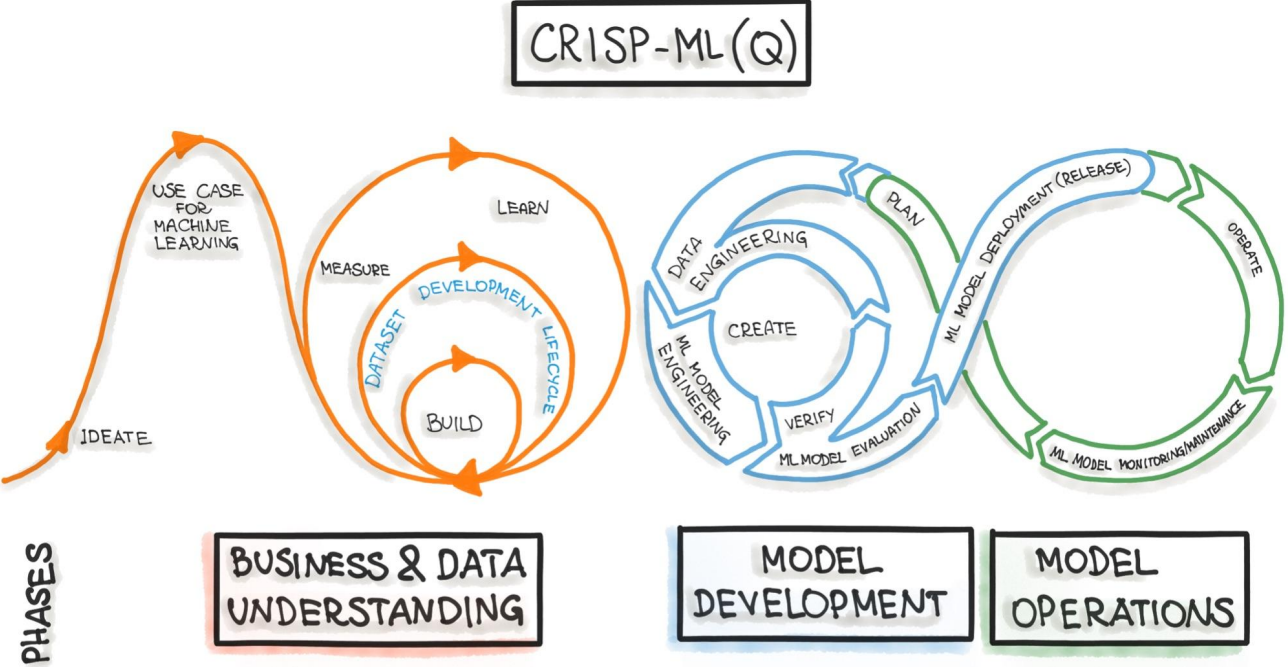 CRISP-ML(Q)
IDEATE
USE CASE
FOR
MACHINE
LEARNING
MEASURE
LEARN
DATASET DEVELOPMENT LIFECYCLE
BUILD
DATA
ENGINEERING
PLAN
CREATE
ML MODEL
ENGINEERING
VERIFY
ML MODEL EVALUATION
ML MODEL DEPLOYMENT (RELEASE)
OPERATE
ML MODEL MONITORING/MAINTENANCE
PHASES
BUSINESS & DATA
UNDERSTANDING
MODEL
DEVELOPMENT
MODEL
OPERATIONS